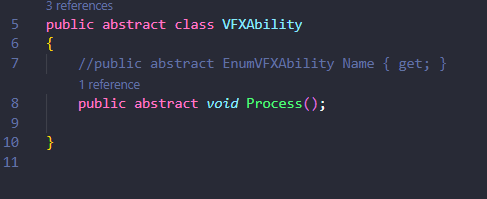 3 references
5 public abstract class VFXAbility
6 {
7 //public abstract EnumVFXAbility Name { get; }
1 reference
8 public abstract void Process();
9
10 }
11